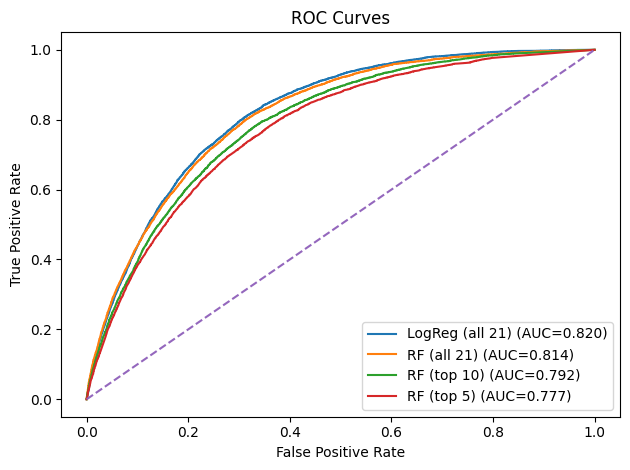 ROC Curves
True Positive Rate
1.0
0.8
0.6
0.4
0.2
0.0
LogReg (all 21) (AUC=0.820)
RF (all 21) (AUC=0.814)
RF (top 10) (AUC=0.792)
RF (top 5) (AUC=0.777)
0.0 0.2 0.4 0.6 0.8 1.0
False Positive Rate